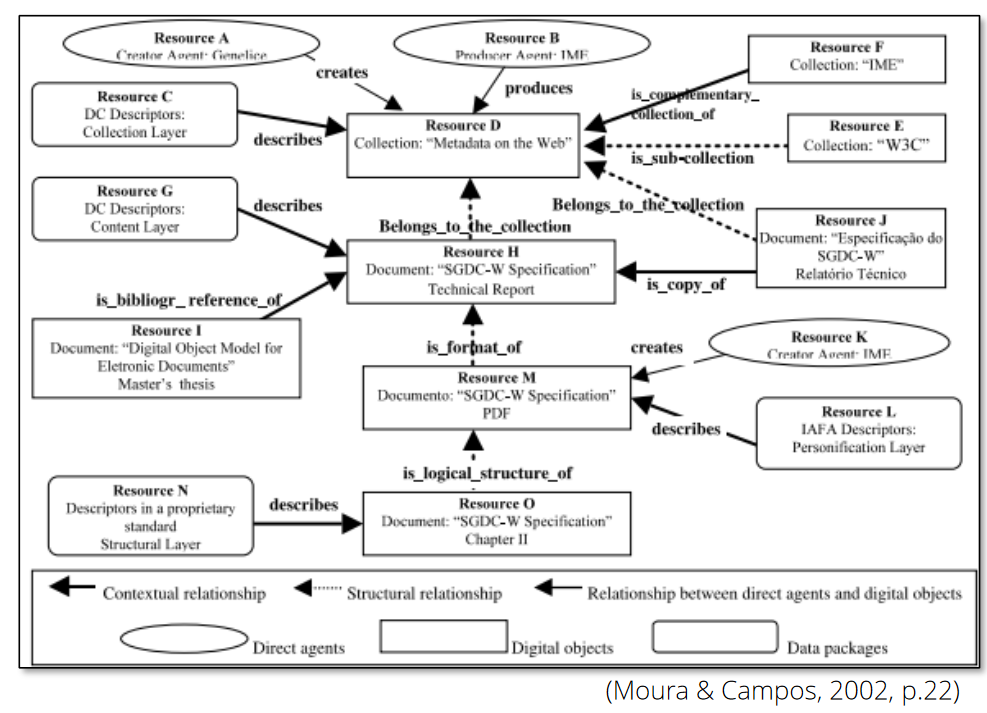 Resource A
Creator Agent: Genelice
Resource B
Producer Agent: IME
Resource F
Collection: “IME”
creates
produces
is_complementary_
collection_of
Resource C
DC Descriptors:
Collection Layer
describes
Resource D
Collection: “Metadata on the Web”
Resource E
Collection: “W3C”
is_sub-collection
Resource G
DC Descriptors:
Content Layer
describes
Belongs_to_the_collection
Belongs_to_the_collection
Resource J
Document: “Especificação do
SGDC-W”
Relatório Técnico
Resource H
Document: “SGDC-W Specification”
Technical Report
is_copy_of
is_bibliogr_ reference_of
Resource I
Document: “Digital Object Model for
Eletronic Documents”
Master’s thesis
is_format_of
creates
Resource K
Creator Agent: IME
Resource M
Documento: “SGDC-W Specification”
PDF
describes
Resource L
IAFA Descriptors:
Personification Layer
is_logical_structure_of
Resource N
Descriptors in a proprietary
standard
Structural Layer
describes
Resource O
Document: “SGDC-W Specification”
Chapter II
Contextual relationship
Structural relationship
Relationship between direct agents and digital objects
Direct agents
Digital objects
Data packages
(Moura & Campos, 2002, p.22)